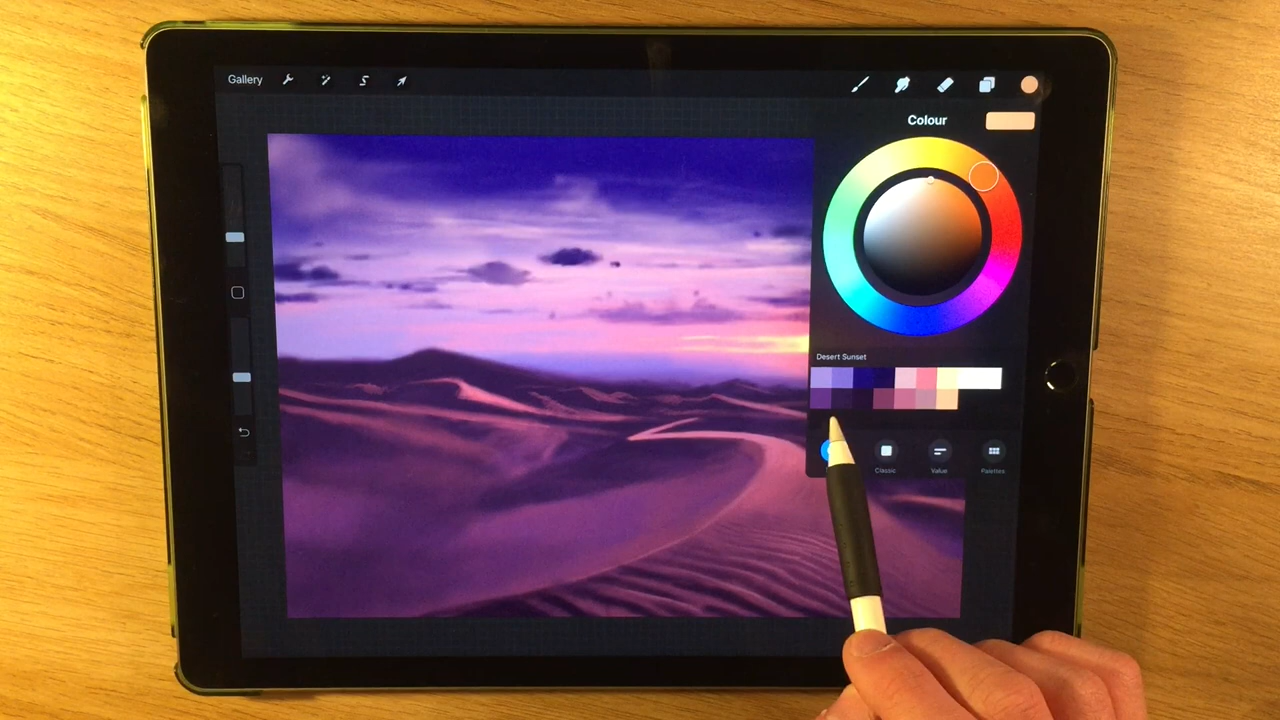 Gallery
Colour
Desert Sunset
Classic
Value
Palettes